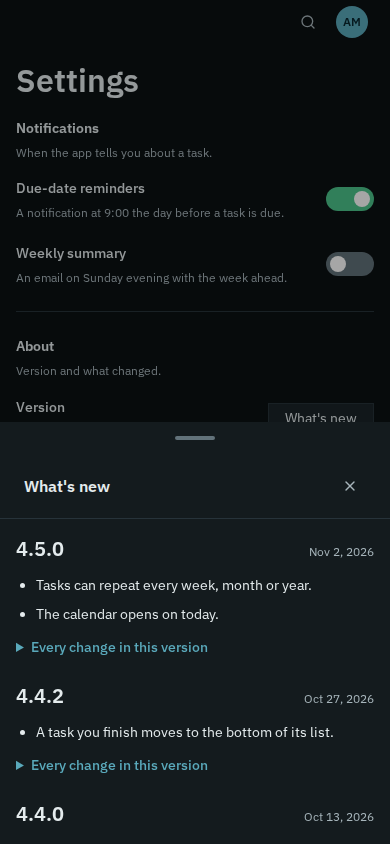 AM
Settings
Notifications
When the app tells you about a task.
Due-date reminders
A notification at 9:00 the day before a task is due.
Weekly summary
An email on Sunday evening with the week ahead.
About
Version and what changed.
Version
What's new
What's new
4.5.0
Nov 2, 2026
Tasks can repeat every week, month or year.
The calendar opens on today.
Every change in this version
4.4.2
Oct 27, 2026
A task you finish moves to the bottom of its list.
Every change in this version
4.4.0
Oct 13, 2026